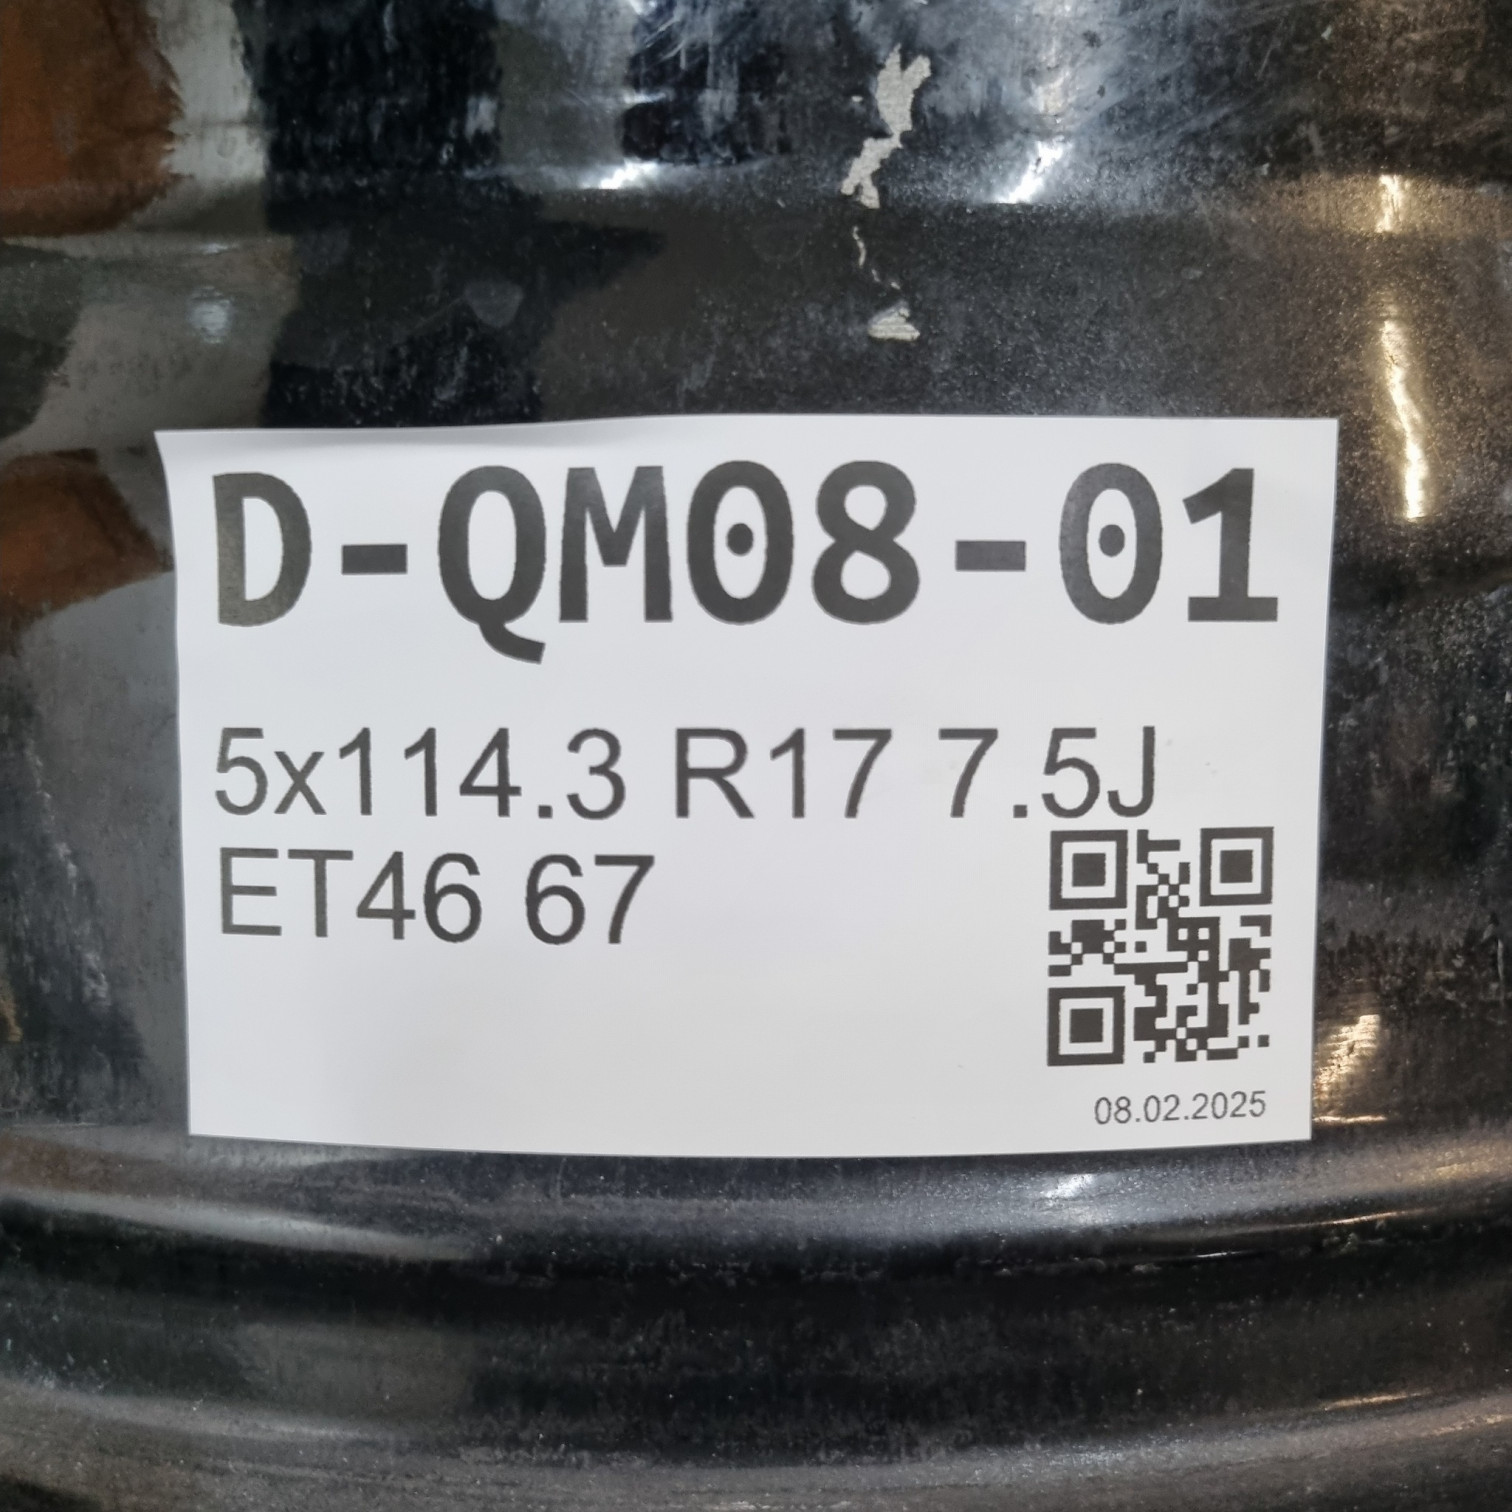 D-QM08-01
5x114.3 R17 7.5J
ET46 67
08.02.2025